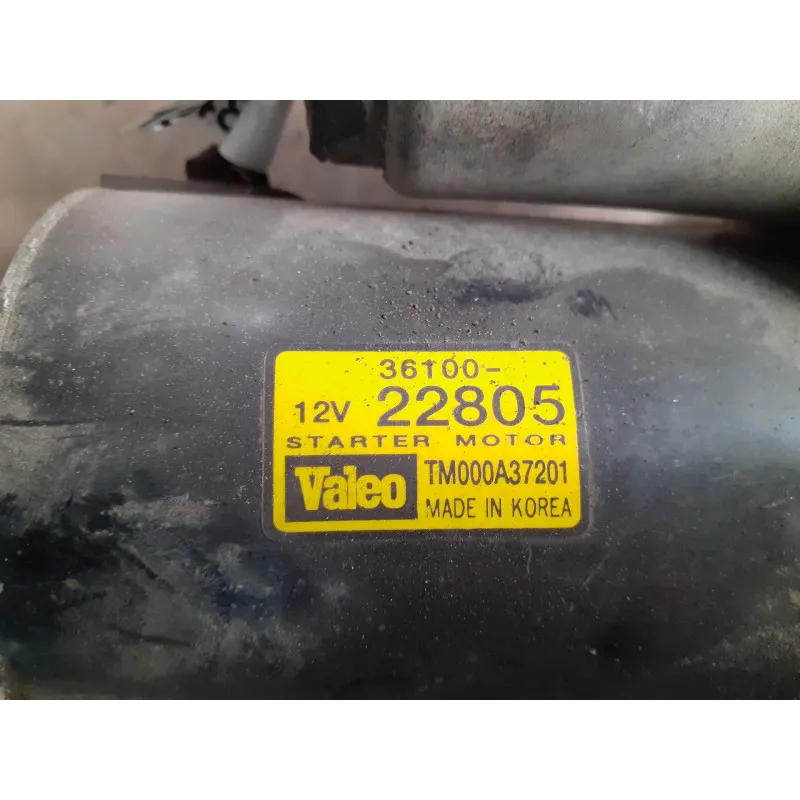 36100-
12V 22805
STARTER MOTOR
Valeo TM000A37201
MADE IN KOREA